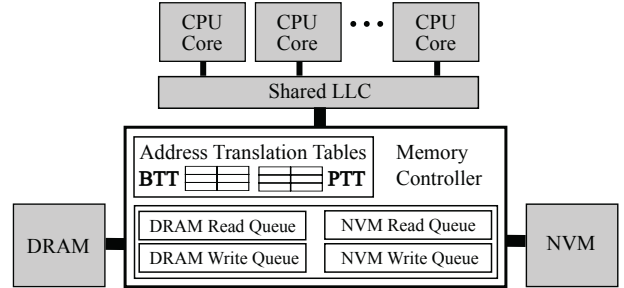 CPU Core
CPU Core
• • •
CPU Core
Shared LLC
Address Translation Tables
BTT
PTT
Memory Controller
DRAM
DRAM Read Queue
NVM Read Queue
DRAM Write Queue
NVM Write Queue
NVM